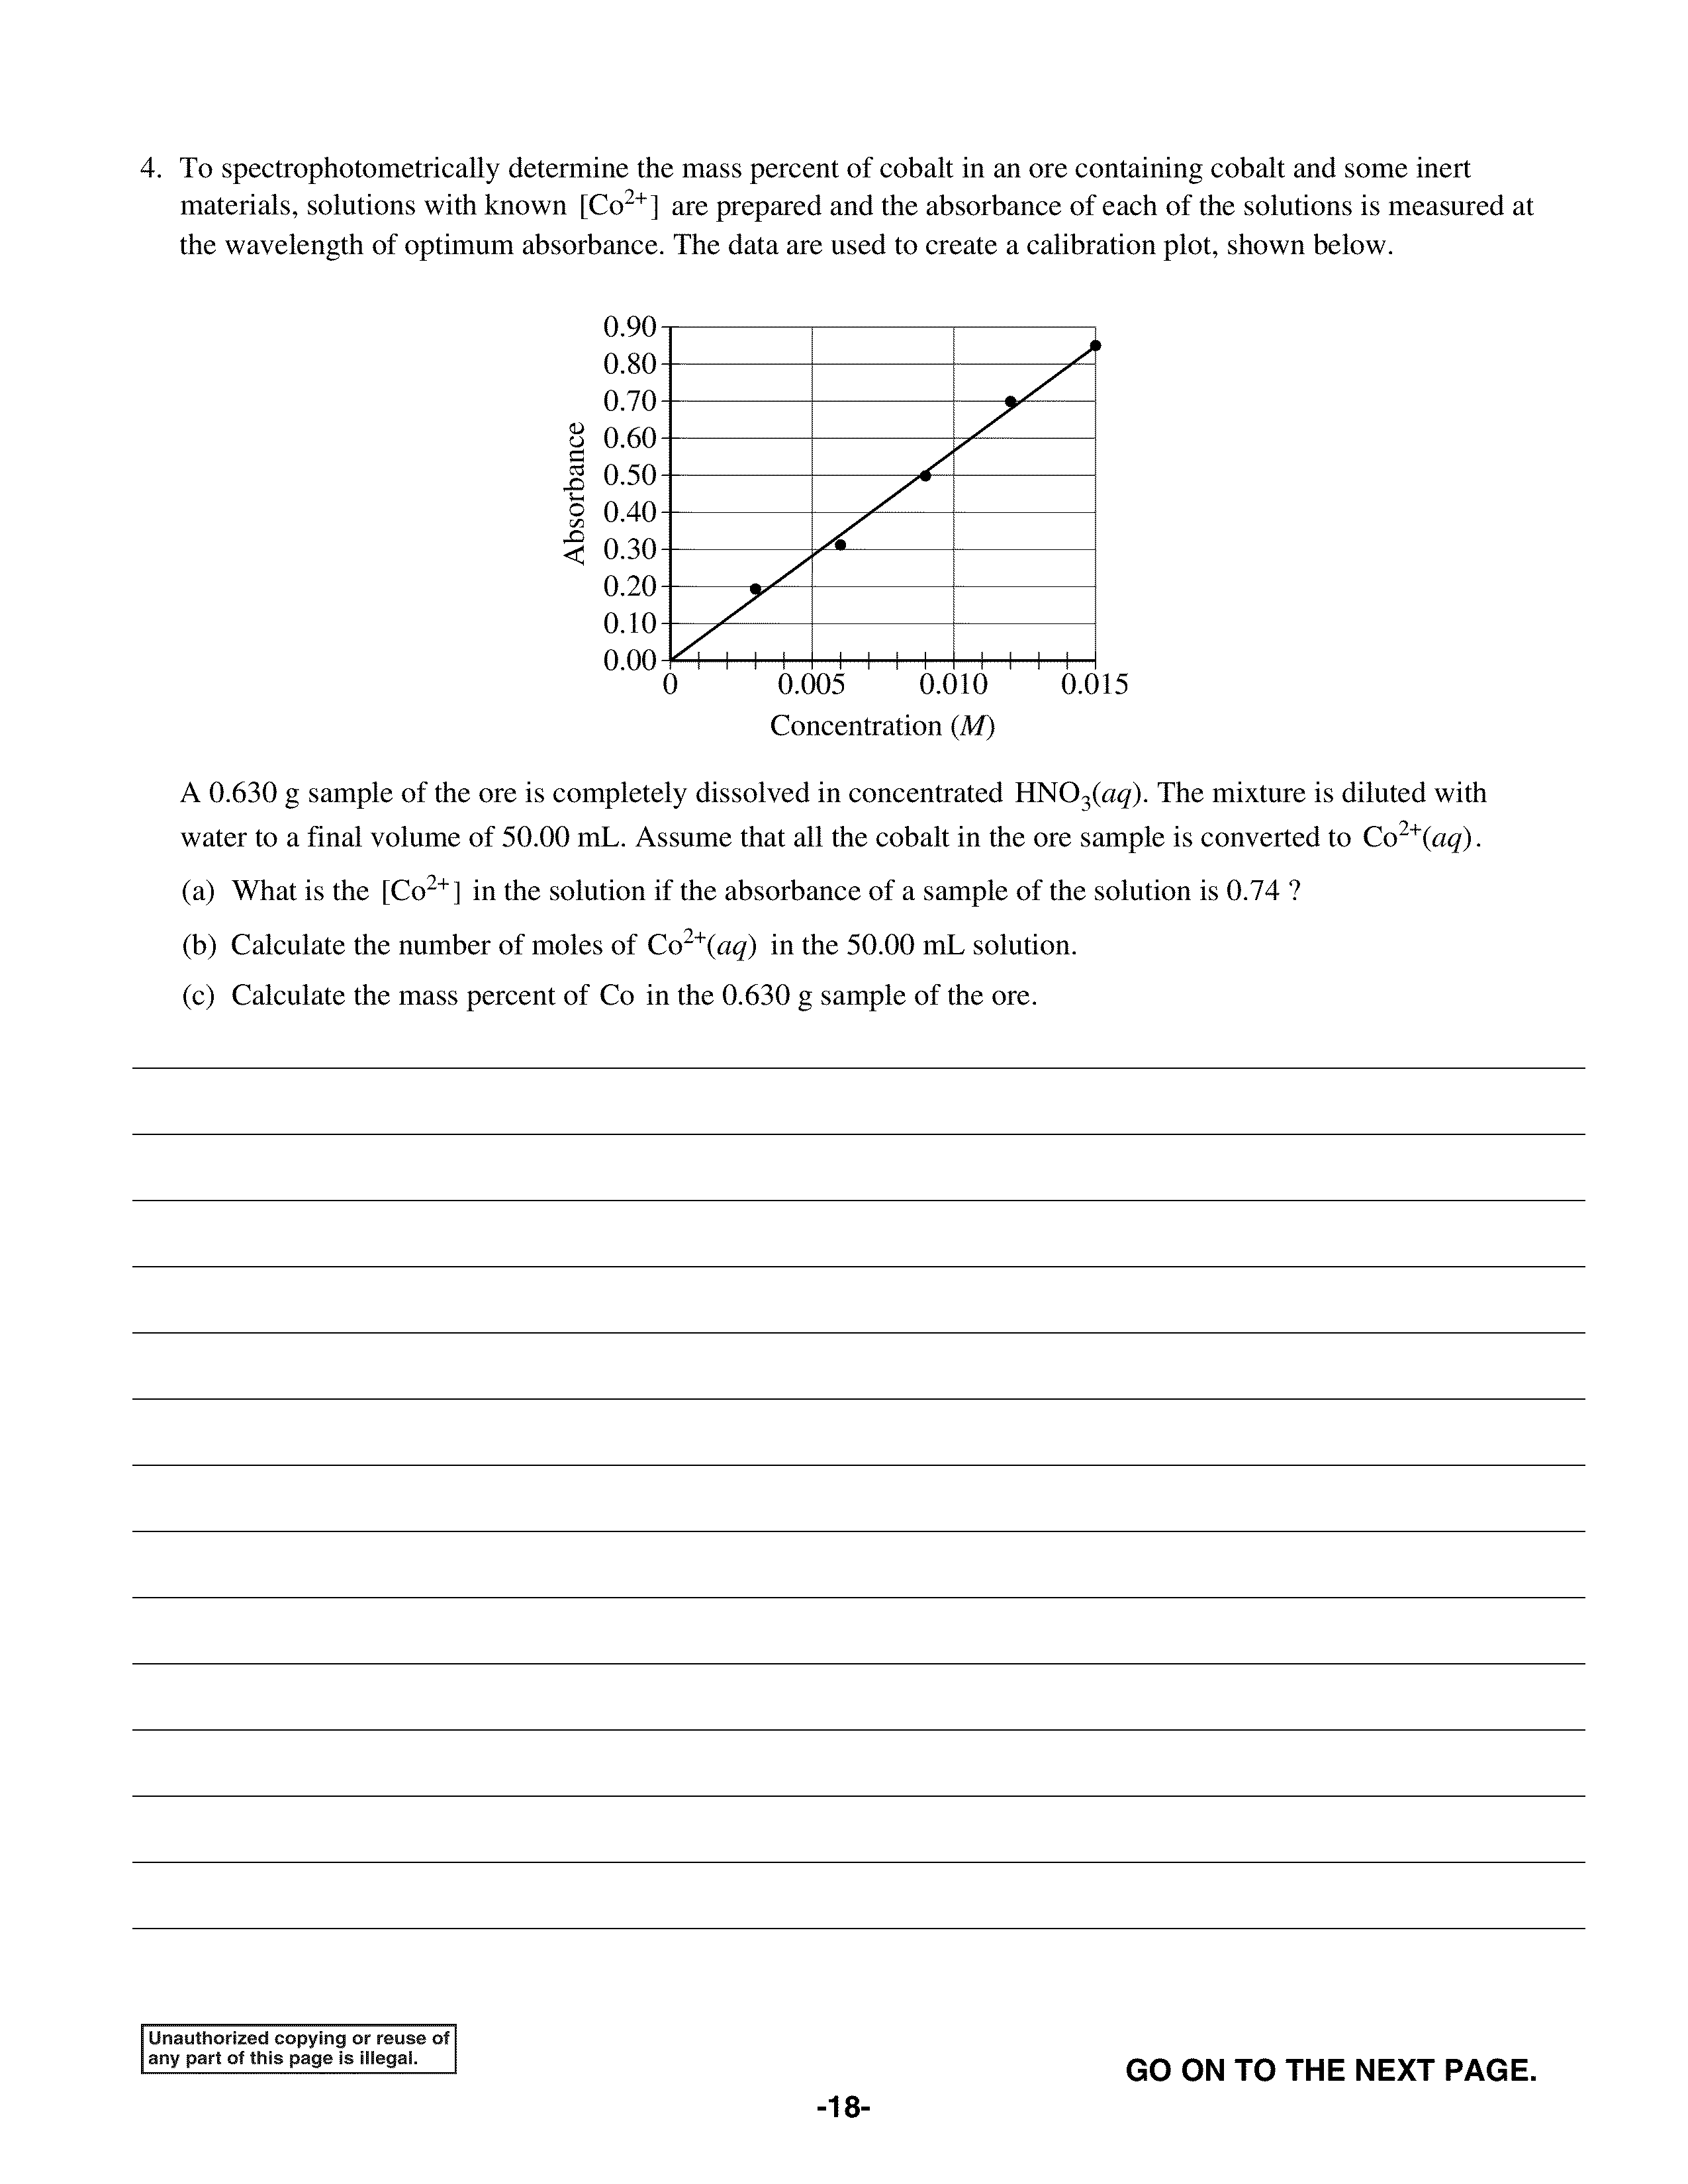 4. To spectrophotometrically determine the mass percent of cobalt in an ore containing cobalt and some inert
materials, solutions with known [Co²⁺] are prepared and the absorbance of each of the solutions is measured at
the wavelength of optimum absorbance. The data are used to create a calibration plot, shown below.
Absorbance
0.90
0.80
0.70
0.60
0.50
0.40
0.30
0.20
0.10
0.00
0 0.005 0.010 0.015
Concentration (M)
A 0.630 g sample of the ore is completely dissolved in concentrated HNO₃(aq). The mixture is diluted with
water to a final volume of 50.00 mL. Assume that all the cobalt in the ore sample is converted to Co²⁺(aq).
(a) What is the [Co²⁺] in the solution if the absorbance of a sample of the solution is 0.74 ?
(b) Calculate the number of moles of Co²⁺(aq) in the 50.00 mL solution.
(c) Calculate the mass percent of Co in the 0.630 g sample of the ore.
Unauthorized copying or reuse of
any part of this page is illegal.
GO ON TO THE NEXT PAGE.
-18-